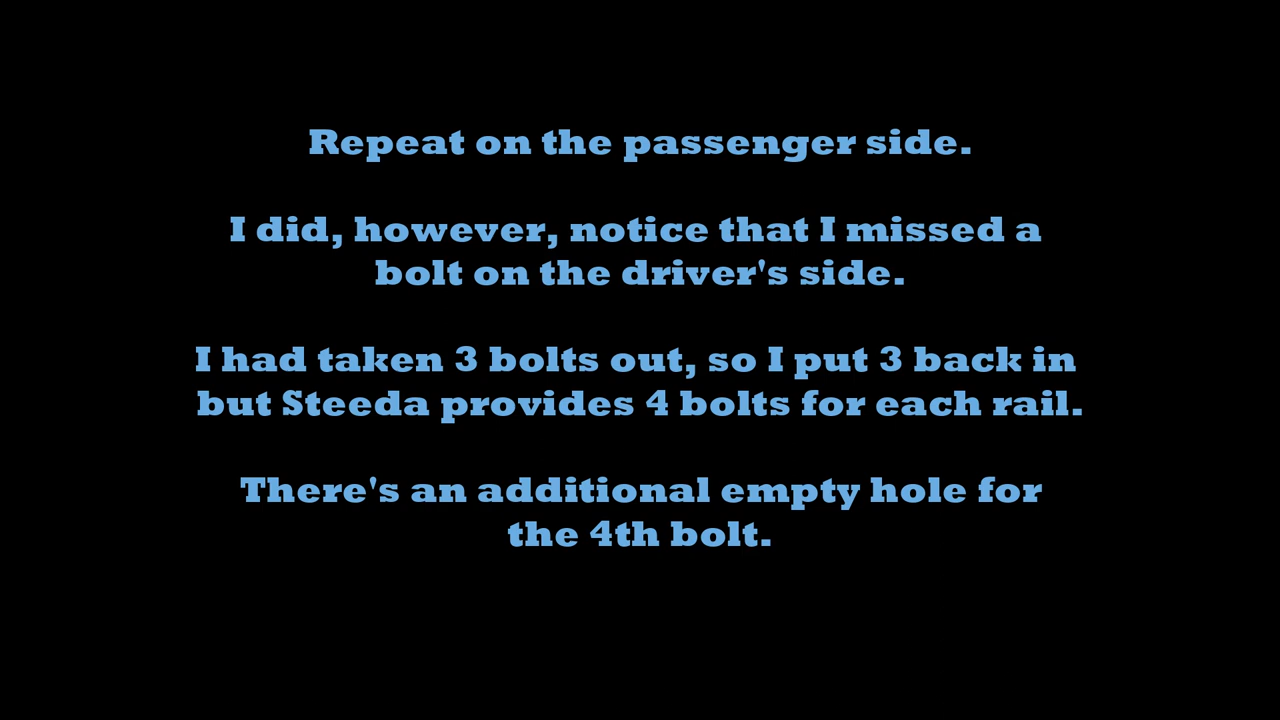 Repeat on the passenger side.
I did, however, notice that I missed a
bolt on the driver's side.
I had taken 3 bolts out, so I put 3 back in
but Steeda provides 4 bolts for each rail.
There's an additional empty hole for
the 4th bolt.